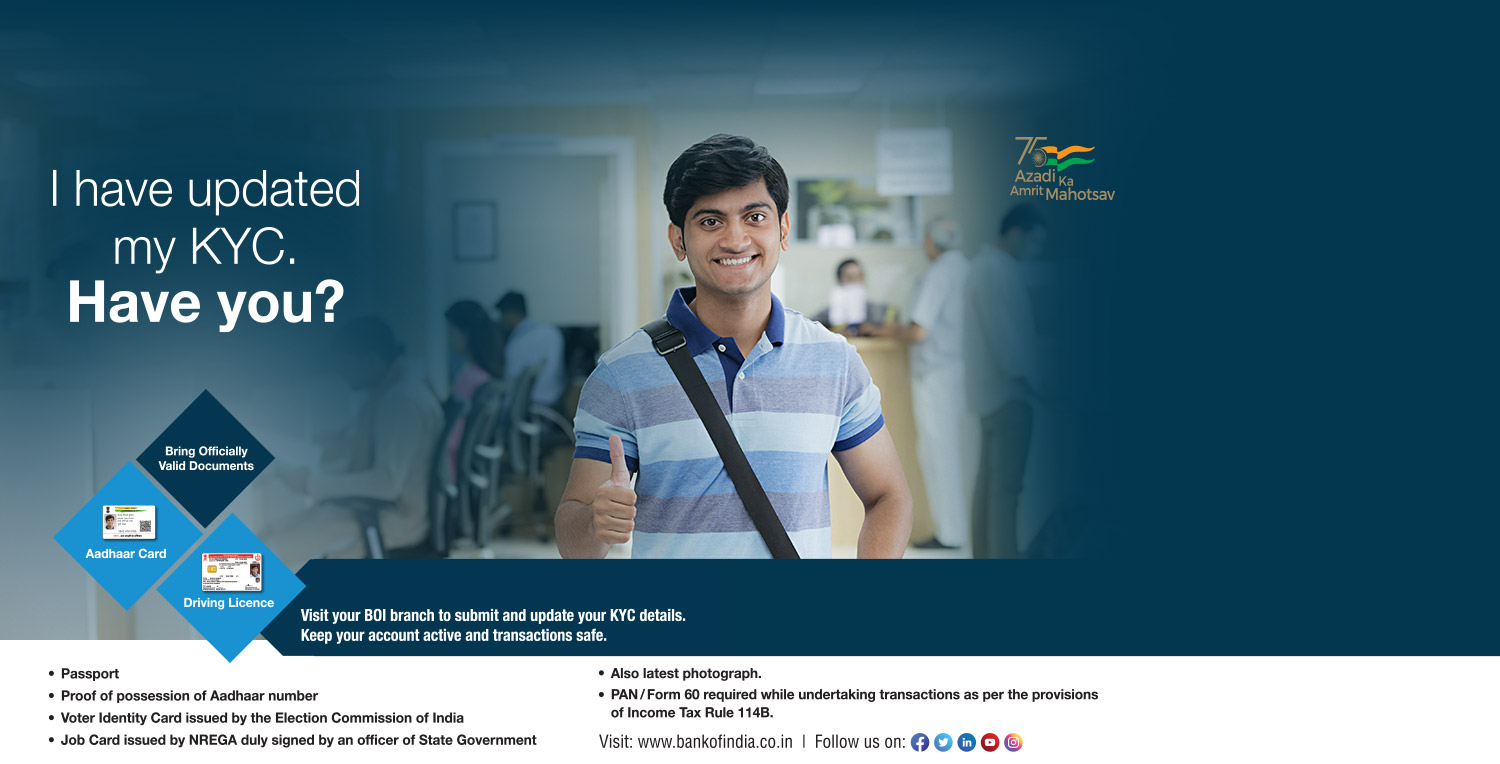 I have updated
my KYC.
Have you?
75
Azadi Ka
Amrit Mahotsav
Bring Officially
Valid Documents
Aadhaar Card
Driving Licence
Visit your BOI branch to submit and update your KYC details.
Keep your account active and transactions safe.
• Passport
• Proof of possession of Aadhaar number
• Voter Identity Card issued by the Election Commission of India
• Job Card issued by NREGA duly signed by an officer of State Government
• Also latest photograph.
• PAN/Form 60 required while undertaking transactions as per the provisions
of Income Tax Rule 114B.
Visit: www.bankofindia.co.in | Follow us on: